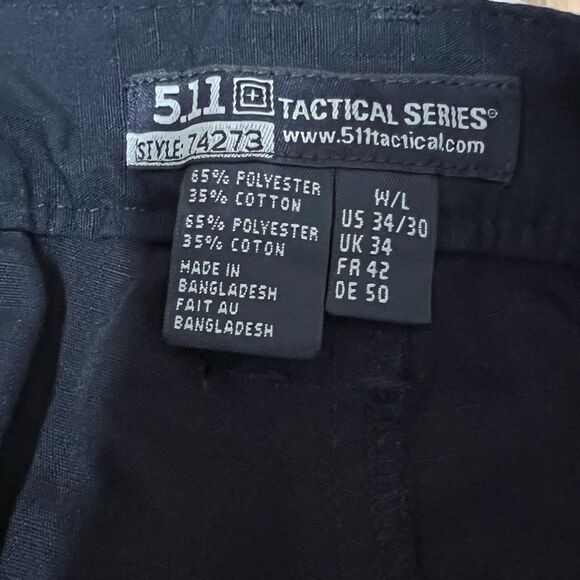 5.11 TACTICAL SERIES®
STYLE: 74273 www.511tactical.com
65% POLYESTER
35% COTTON
65% POLYESTER
35% COTON
MADE IN
BANGLADESH
FAIT AU
BANGLADESH
W/L
US 34/30
UK 34
FR 42
DE 50